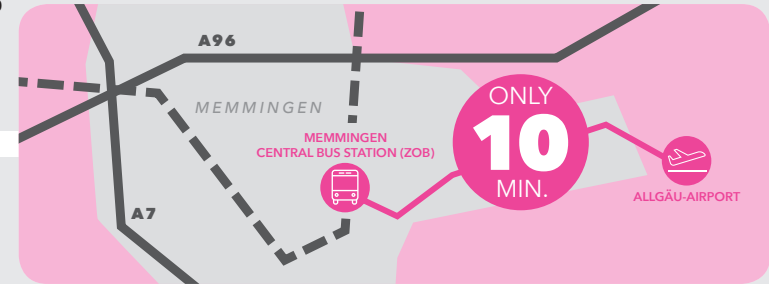 A96
MEMMINGEN
MEMMINGEN
CENTRAL BUS STATION (ZOB)
ONLY
10
MIN.
ALLGÄU-AIRPORT
A7